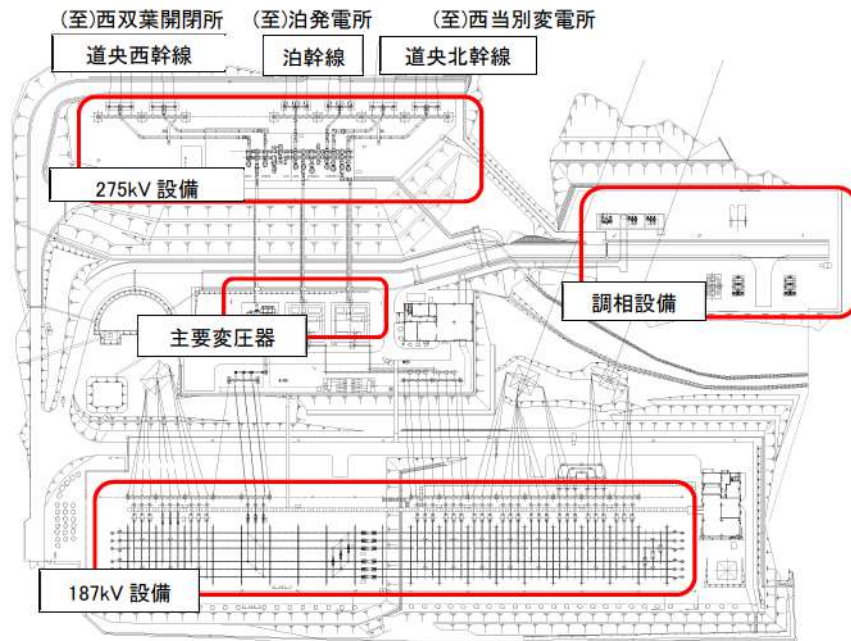 (至)西双葉開閉所
(至)泊発電所
(至)西当別変電所
道央西幹線
泊幹線
道央北幹線
275kV 設備
調相設備
主要変圧器
187kV 設備